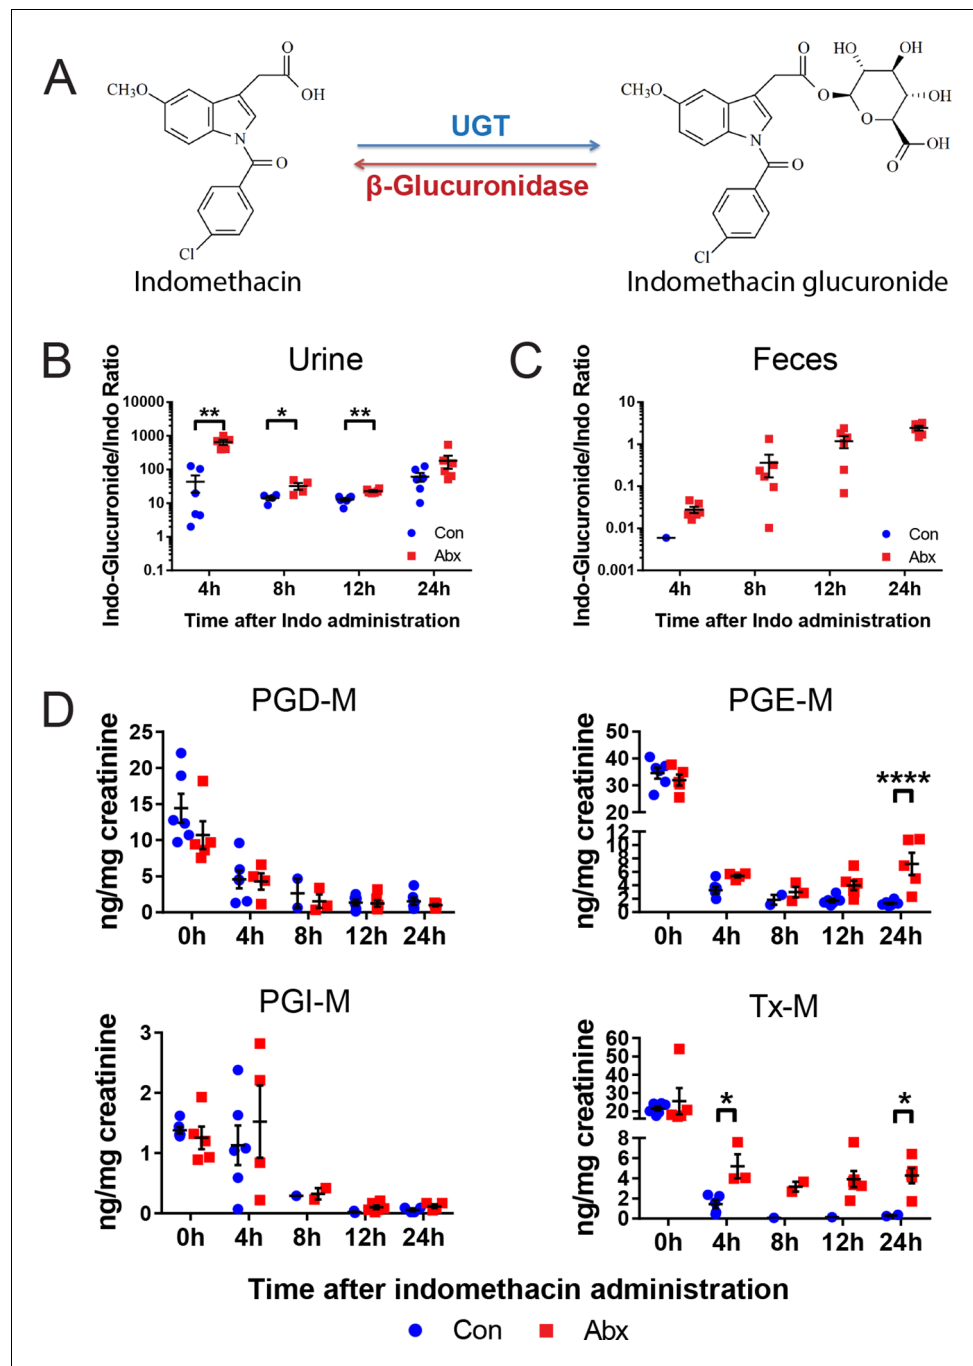 A
O
OH
CH₃O
N
O
Cl
Indomethacin
UGT
β-Glucuronidase
O
HO
OH
CH₃O
O
OH
O
N
O
OH
O
Cl
Indomethacin glucuronide
B
Urine
Indo-Glucuronide/Indo Ratio
10000
1000
100
10
1
0.1
**
*
**
Con
Abx
4h 8h 12h 24h
Time after Indo administration
C
Feces
Indo-Glucuronide/Indo Ratio
10
1
0.1
0.01
0.001
Con
Abx
4h 8h 12h 24h
Time after Indo administration
D
PGD-M
ng/mg creatinine
25
20
15
10
5
0
0h 4h 8h 12h 24h
PGE-M
ng/mg creatinine
50
40
30
20
12
10
8
6
4
2
0
****
0h 4h 8h 12h 24h
PGI-M
ng/mg creatinine
3
2
1
0
0h 4h 8h 12h 24h
Tx-M
ng/mg creatinine
60
50
40
30
20
8
6
4
2
0
*
*
0h 4h 8h 12h 24h
Time after indomethacin administration
Con Abx